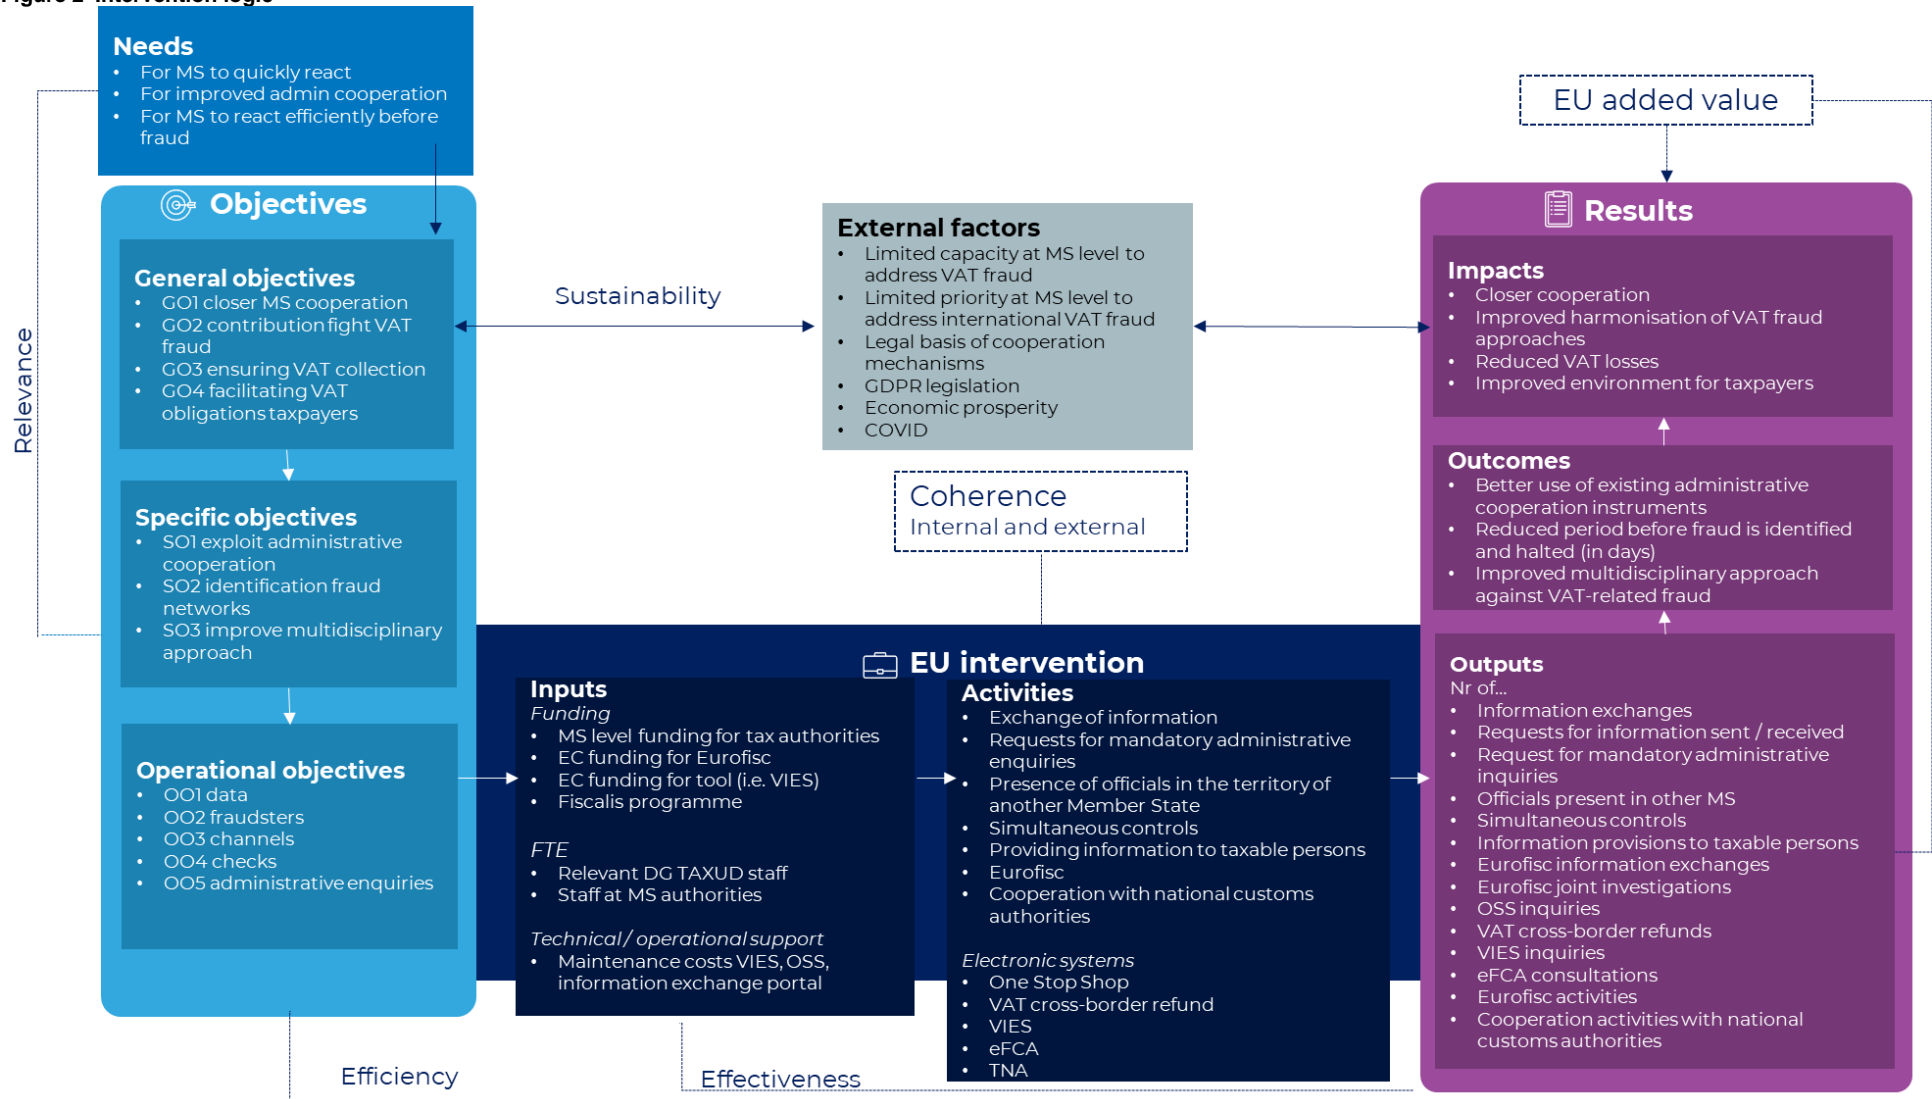 Figure 2 Intervention logic
Needs
• For MS to quickly react
• For improved admin cooperation
• For MS to react efficiently before
fraud
Relevance
Objectives
General objectives
• GO1 closer MS cooperation
• GO2 contribution fight VAT
fraud
• GO3 ensuring VAT collection
• GO4 facilitating VAT
obligations taxpayers
Specific objectives
• SO1 exploit administrative
cooperation
• SO2 identification fraud
networks
• SO3 improve multidisciplinary
approach
Operational objectives
• OO1 data
• OO2 fraudsters
• OO3 channels
• OO4 checks
• OO5 administrative enquiries
Sustainability
External factors
• Limited capacity at MS level to
address VAT fraud
• Limited priority at MS level to
address international VAT fraud
• Legal basis of cooperation
mechanisms
• GDPR legislation
• Economic prosperity
• COVID
Coherence
Internal and external
EU intervention
Inputs
Funding
• MS level funding for tax authorities
• EC funding for Eurofisc
• EC funding for tool (i.e. VIES)
• Fiscalis programme
FTE
• Relevant DG TAXUD staff
• Staff at MS authorities
Technical / operational support
• Maintenance costs VIES, OSS,
information exchange portal
Activities
• Exchange of information
• Requests for mandatory administrative
enquiries
• Presence of officials in the territory of
another Member State
• Simultaneous controls
• Providing information to taxable persons
• Eurofisc
• Cooperation with national customs
authorities
Electronic systems
• One Stop Shop
• VAT cross-border refund
• VIES
• eFCA
• TNA
EU added value
Results
Impacts
• Closer cooperation
• Improved harmonisation of VAT fraud
approaches
• Reduced VAT losses
• Improved environment for taxpayers
Outcomes
• Better use of existing administrative
cooperation instruments
• Reduced period before fraud is identified
and halted (in days)
• Improved multidisciplinary approach
against VAT-related fraud
Outputs
Nr of...
• Information exchanges
• Requests for information sent / received
• Request for mandatory administrative
inquiries
• Officials present in other MS
• Simultaneous controls
• Information provisions to taxable persons
• Eurofisc information exchanges
• Eurofisc joint investigations
• OSS inquiries
• VAT cross-border refunds
• VIES inquiries
• eFCA consultations
• Eurofisc activities
• Cooperation activities with national
customs authorities
Efficiency
Effectiveness